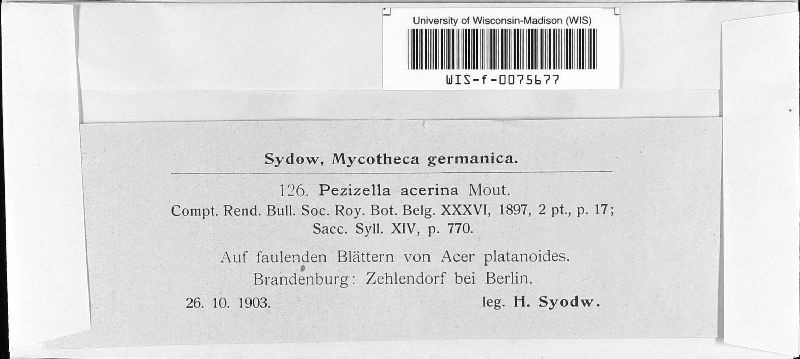 University of Wisconsin-Madison (WIS)
WIS-f-0075677
Sydow, Mycotheca germanica.
126. Pezizella acerina Mout.
Compt. Rend. Bull. Soc. Roy. Bot. Belg. XXXVI, 1897, 2 pt., p. 17;
Sacc. Syll. XIV, p. 770.
Auf faulenden Blättern von Acer platanoides.
Brandenburg: Zehlendorf bei Berlin.
26. 10. 1903. leg. H. Syodw.